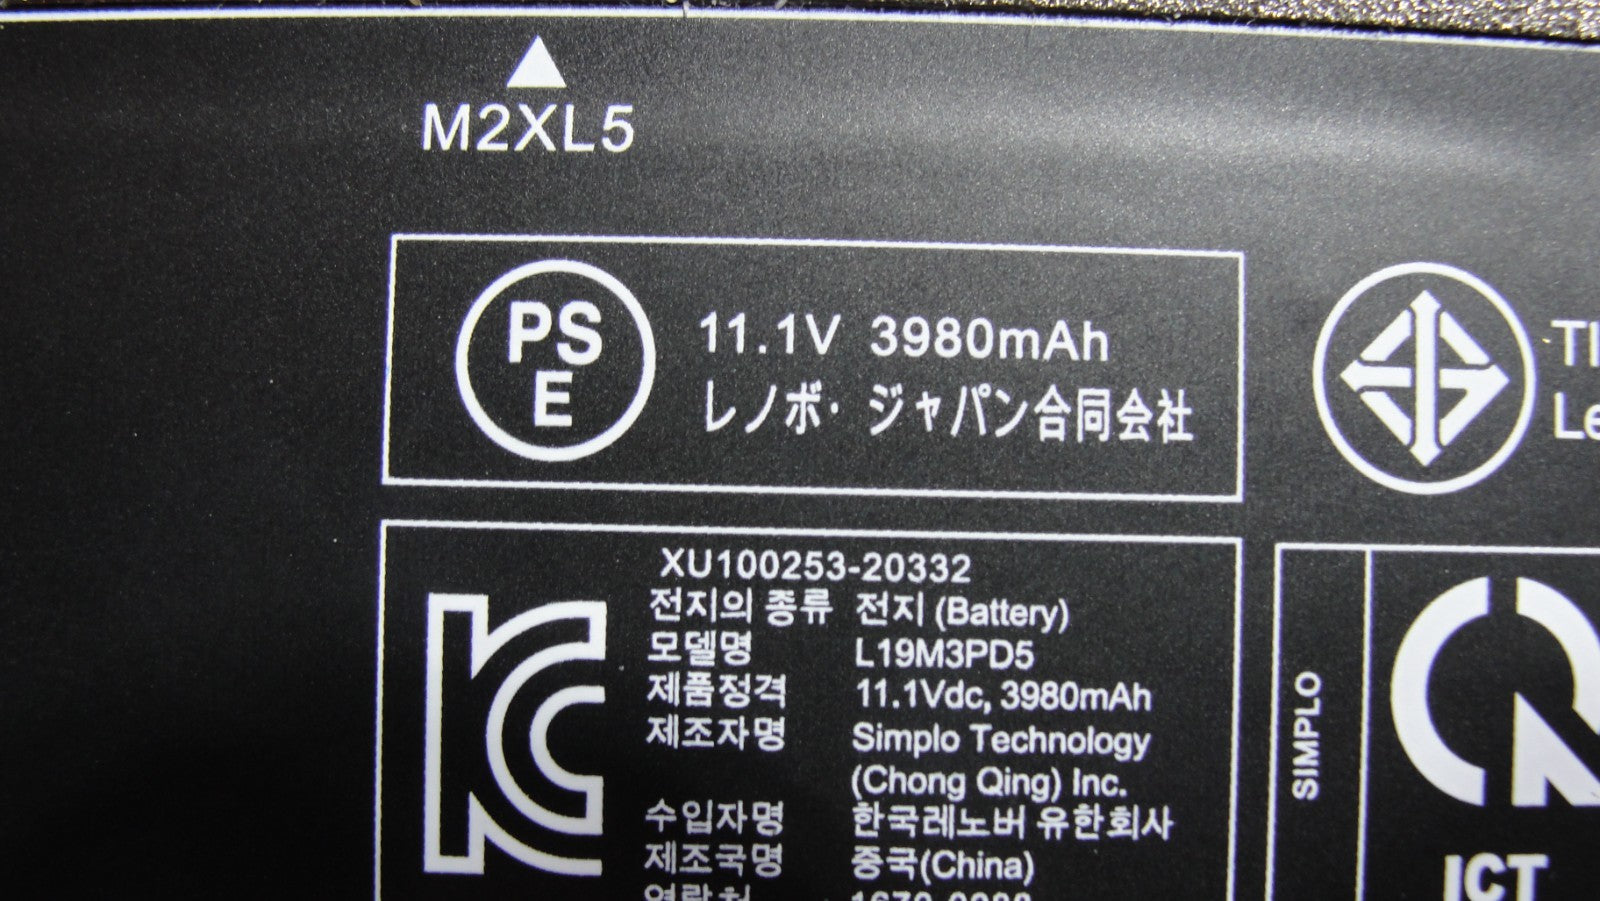 M2XL5
PS
E
11.1V 3980mAh
レノボ・ジャパン合同会社
TI
Le
XU100253-20332
전지의 종류 전지 (Battery)
모델명 L19M3PD5
제품정격 11.1Vdc, 3980mAh
제조자명 Simplo Technology
(Chong Qing) Inc.
수입자명 한국레노버 유한회사
제조국명 중국(China)
SIMPLO
ICT